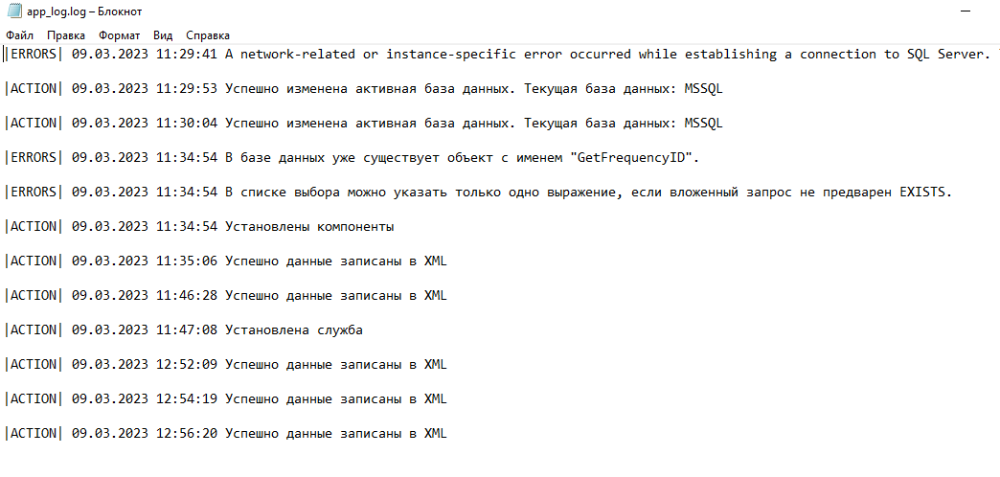 app_log.log – Блокнот
Файл Правка Формат Вид Справка
|ERRORS| 09.03.2023 11:29:41 A network-related or instance-specific error occurred while establishing a connection to SQL Server.
|ACTION| 09.03.2023 11:29:53 Успешно изменена активная база данных. Текущая база данных: MSSQL
|ACTION| 09.03.2023 11:30:04 Успешно изменена активная база данных. Текущая база данных: MSSQL
|ERRORS| 09.03.2023 11:34:54 В базе данных уже существует объект с именем "GetFrequencyID".
|ERRORS| 09.03.2023 11:34:54 В списке выбора можно указать только одно выражение, если вложенный запрос не предварен EXISTS.
|ACTION| 09.03.2023 11:34:54 Установлены компоненты
|ACTION| 09.03.2023 11:35:06 Успешно данные записаны в XML
|ACTION| 09.03.2023 11:46:28 Успешно данные записаны в XML
|ACTION| 09.03.2023 11:47:08 Установлена служба
|ACTION| 09.03.2023 12:52:09 Успешно данные записаны в XML
|ACTION| 09.03.2023 12:54:19 Успешно данные записаны в XML
|ACTION| 09.03.2023 12:56:20 Успешно данные записаны в XML